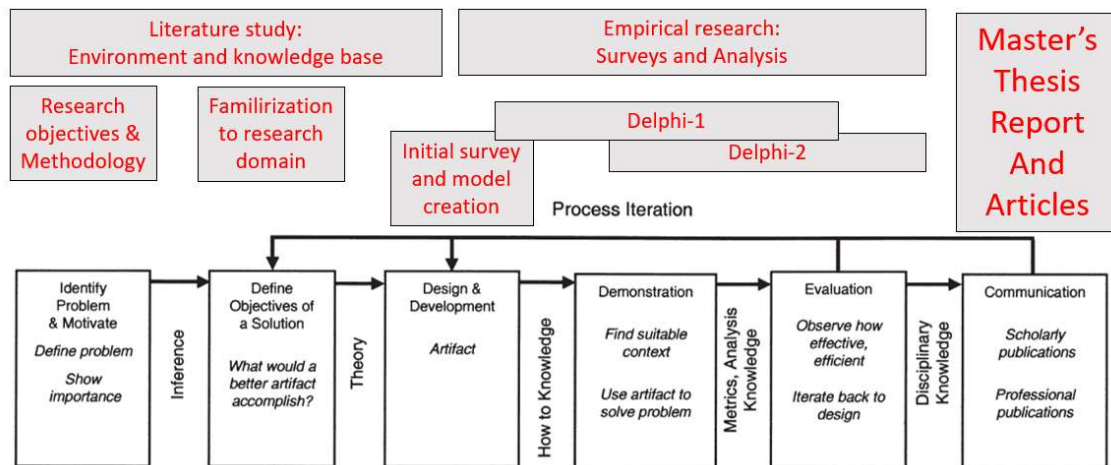 Literature study:
Environment and knowledge base
Empirical research:
Surveys and Analysis
Master's
Thesis
Report
And
Articles
Research
objectives &
Methodology
Familirization
to research
domain
Initial survey
and model
creation
Delphi-1
Delphi-2
Process Iteration
Identify
Problem
& Motivate
Define problem
Show
importance
Inference
Define
Objectives of
a Solution
What would a
better artifact
accomplish?
Theory
Design &
Development
Artifact
How to Knowledge
Demonstration
Find suitable
context
Use artifact to
solve problem
Metrics, Analysis
Knowledge
Evaluation
Observe how
effective,
efficient
Iterate back to
design
Disciplinary
Knowledge
Communication
Scholarly
publications
Professional
publications